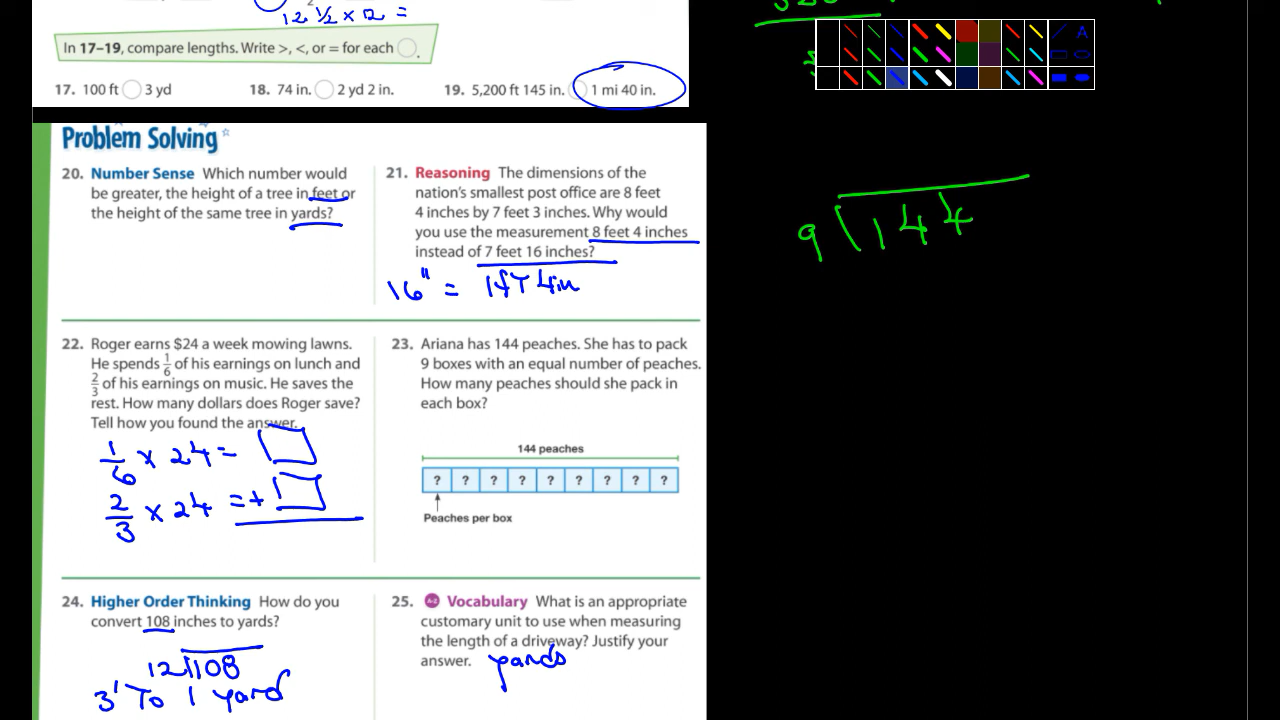 12 1/2 x 12 =
In 17–19, compare lengths. Write >, <, or = for each ◯.
17. 100 ft ◯ 3 yd 18. 74 in. ◯ 2 yd 2 in. 19. 5,200 ft 145 in. ◯ 1 mi 40 in.
Problem Solving
20. Number Sense Which number would
be greater, the height of a tree in feet or
the height of the same tree in yards?
21. Reasoning The dimensions of the
nation's smallest post office are 8 feet
4 inches by 7 feet 3 inches. Why would
you use the measurement 8 feet 4 inches
instead of 7 feet 16 inches?
16" = 1ft 4in
22. Roger earns $24 a week mowing lawns.
He spends 1/6 of his earnings on lunch and
2/3 of his earnings on music. He saves the
rest. How many dollars does Roger save?
Tell how you found the answer.
1/6 x 24 = □
2/3 x 24 = + □
23. Ariana has 144 peaches. She has to pack
9 boxes with an equal number of peaches.
How many peaches should she pack in
each box?
144 peaches
? ? ? ? ? ? ? ? ?
Peaches per box
24. Higher Order Thinking How do you
convert 108 inches to yards?
12 108
3' To 1 yard
25. A-Z Vocabulary What is an appropriate
customary unit to use when measuring
the length of a driveway? Justify your
answer. yards
A
9 144